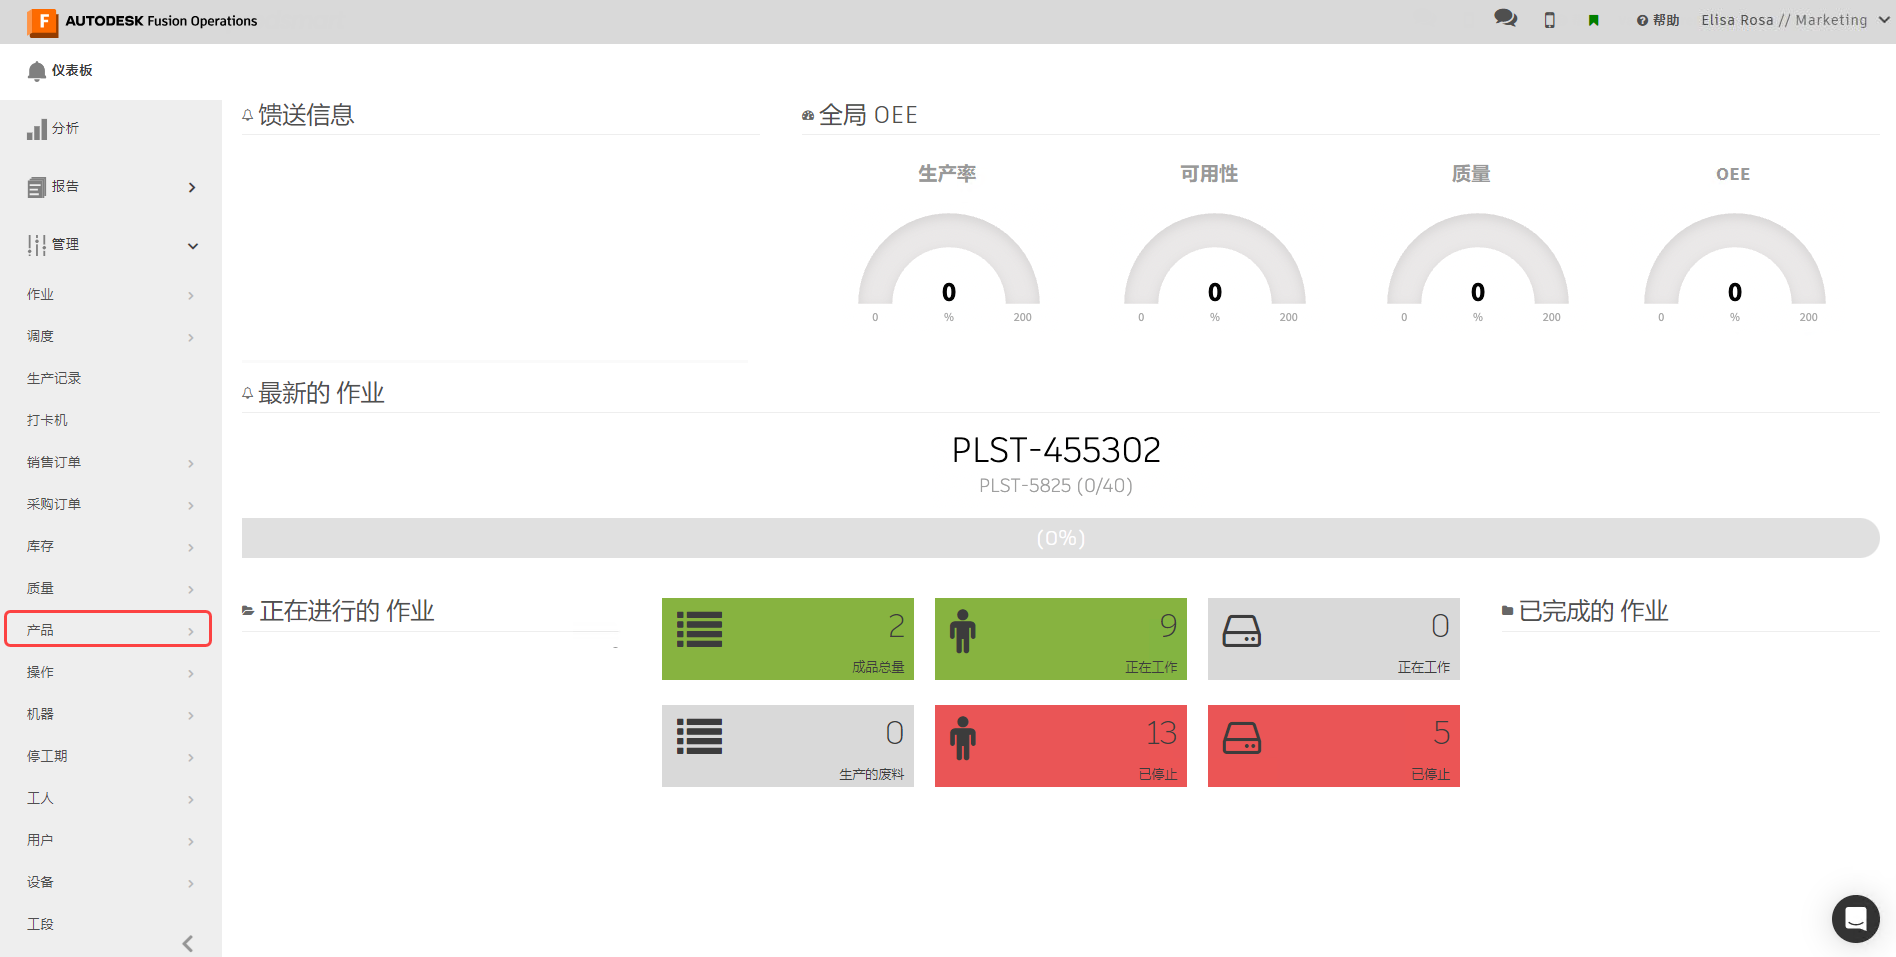 AUTODESK Fusion Operations
帮助
Elisa Rosa // Marketing
仪表板
分析
报告
管理
作业
调度
生产记录
打卡机
销售订单
采购订单
库存
质量
产品
操作
机器
停工期
工人
用户
设备
工段
馈送信息
全局 OEE
生产率
可用性
质量
OEE
0
0 % 200
0
0 % 200
0
0 % 200
0
0 % 200
最新的 作业
PLST-455302
PLST-5825 (0/40)
(0%)
正在进行的 作业
-
2
成品总量
9
正在工作
0
正在工作
0
生产的废料
13
已停止
5
已停止
已完成的 作业